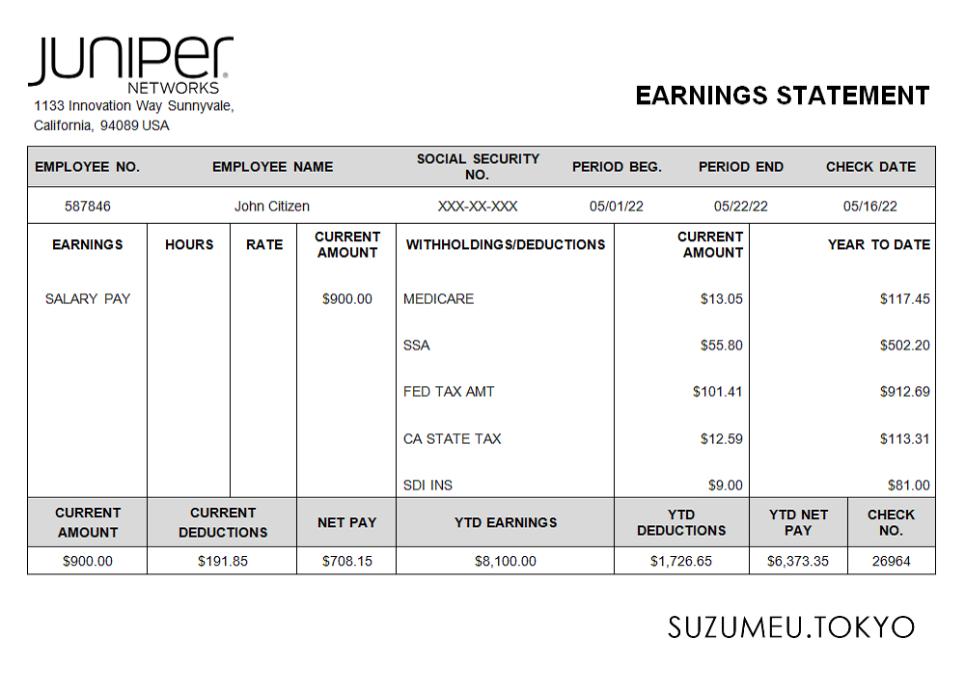 JUNIPER
NETWORKS
1133 Innovation Way Sunnyvale,
California, 94089 USA
EARNINGS STATEMENT
EMPLOYEE NO. EMPLOYEE NAME SOCIAL SECURITY NO. PERIOD BEG. PERIOD END CHECK DATE
587846 John Citizen XXX-XX-XXX 05/01/22 05/22/22 05/16/22
EARNINGS HOURS RATE CURRENT AMOUNT WITHHOLDINGS/DEDUCTIONS CURRENT AMOUNT YEAR TO DATE
SALARY PAY $900.00 MEDICARE $13.05 $117.45
SSA $55.80 $502.20
FED TAX AMT $101.41 $912.69
CA STATE TAX $12.59 $113.31
SDI INS $9.00 $81.00
CURRENT AMOUNT CURRENT DEDUCTIONS NET PAY YTD EARNINGS YTD DEDUCTIONS YTD NET PAY CHECK NO.
$900.00 $191.85 $708.15 $8,100.00 $1,726.65 $6,373.35 26964
SUZUMEU.TOKYO